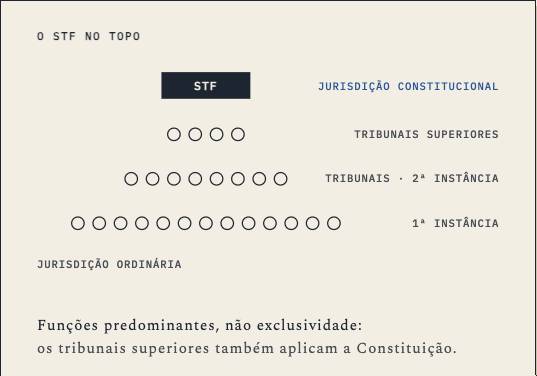 O STF NO TOPO
STF JURISDIÇÃO CONSTITUCIONAL
TRIBUNAIS SUPERIORES
TRIBUNAIS · 2ª INSTÂNCIA
1ª INSTÂNCIA
JURISDIÇÃO ORDINÁRIA
Funções predominantes, não exclusividade:
os tribunais superiores também aplicam a Constituição.